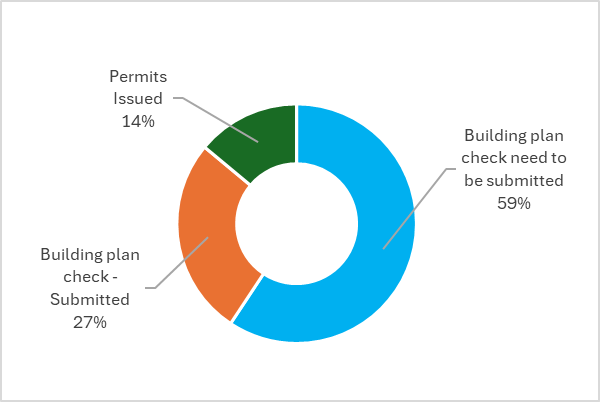 Permits
Issued
14%
Building plan
check need to
be submitted
59%
Building plan
check -
Submitted
27%